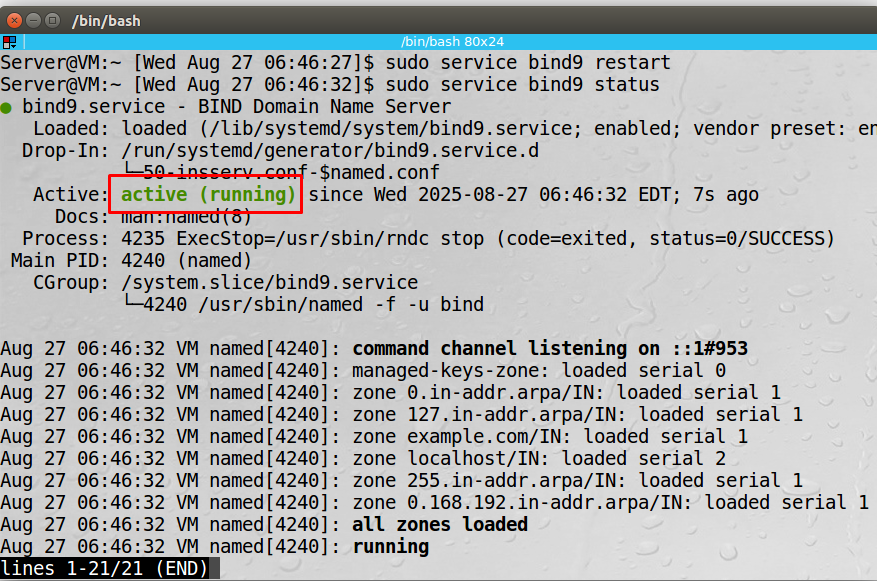 /bin/bash
/bin/bash 80x24
Server@VM:~ [Wed Aug 27 06:46:27]$ sudo service bind9 restart
Server@VM:~ [Wed Aug 27 06:46:32]$ sudo service bind9 status
● bind9.service - BIND Domain Name Server
   Loaded: loaded (/lib/systemd/system/bind9.service; enabled; vendor preset: en
  Drop-In: /run/systemd/generator/bind9.service.d
           └─50-insserv.conf-$named.conf
   Active: active (running) since Wed 2025-08-27 06:46:32 EDT; 7s ago
     Docs: man:named(8)
  Process: 4235 ExecStop=/usr/sbin/rndc stop (code=exited, status=0/SUCCESS)
 Main PID: 4240 (named)
   CGroup: /system.slice/bind9.service
           └─4240 /usr/sbin/named -f -u bind
Aug 27 06:46:32 VM named[4240]: command channel listening on ::1#953
Aug 27 06:46:32 VM named[4240]: managed-keys-zone: loaded serial 0
Aug 27 06:46:32 VM named[4240]: zone 0.in-addr.arpa/IN: loaded serial 1
Aug 27 06:46:32 VM named[4240]: zone 127.in-addr.arpa/IN: loaded serial 1
Aug 27 06:46:32 VM named[4240]: zone example.com/IN: loaded serial 1
Aug 27 06:46:32 VM named[4240]: zone localhost/IN: loaded serial 2
Aug 27 06:46:32 VM named[4240]: zone 255.in-addr.arpa/IN: loaded serial 1
Aug 27 06:46:32 VM named[4240]: zone 0.168.192.in-addr.arpa/IN: loaded serial 1
Aug 27 06:46:32 VM named[4240]: all zones loaded
Aug 27 06:46:32 VM named[4240]: running
lines 1-21/21 (END)